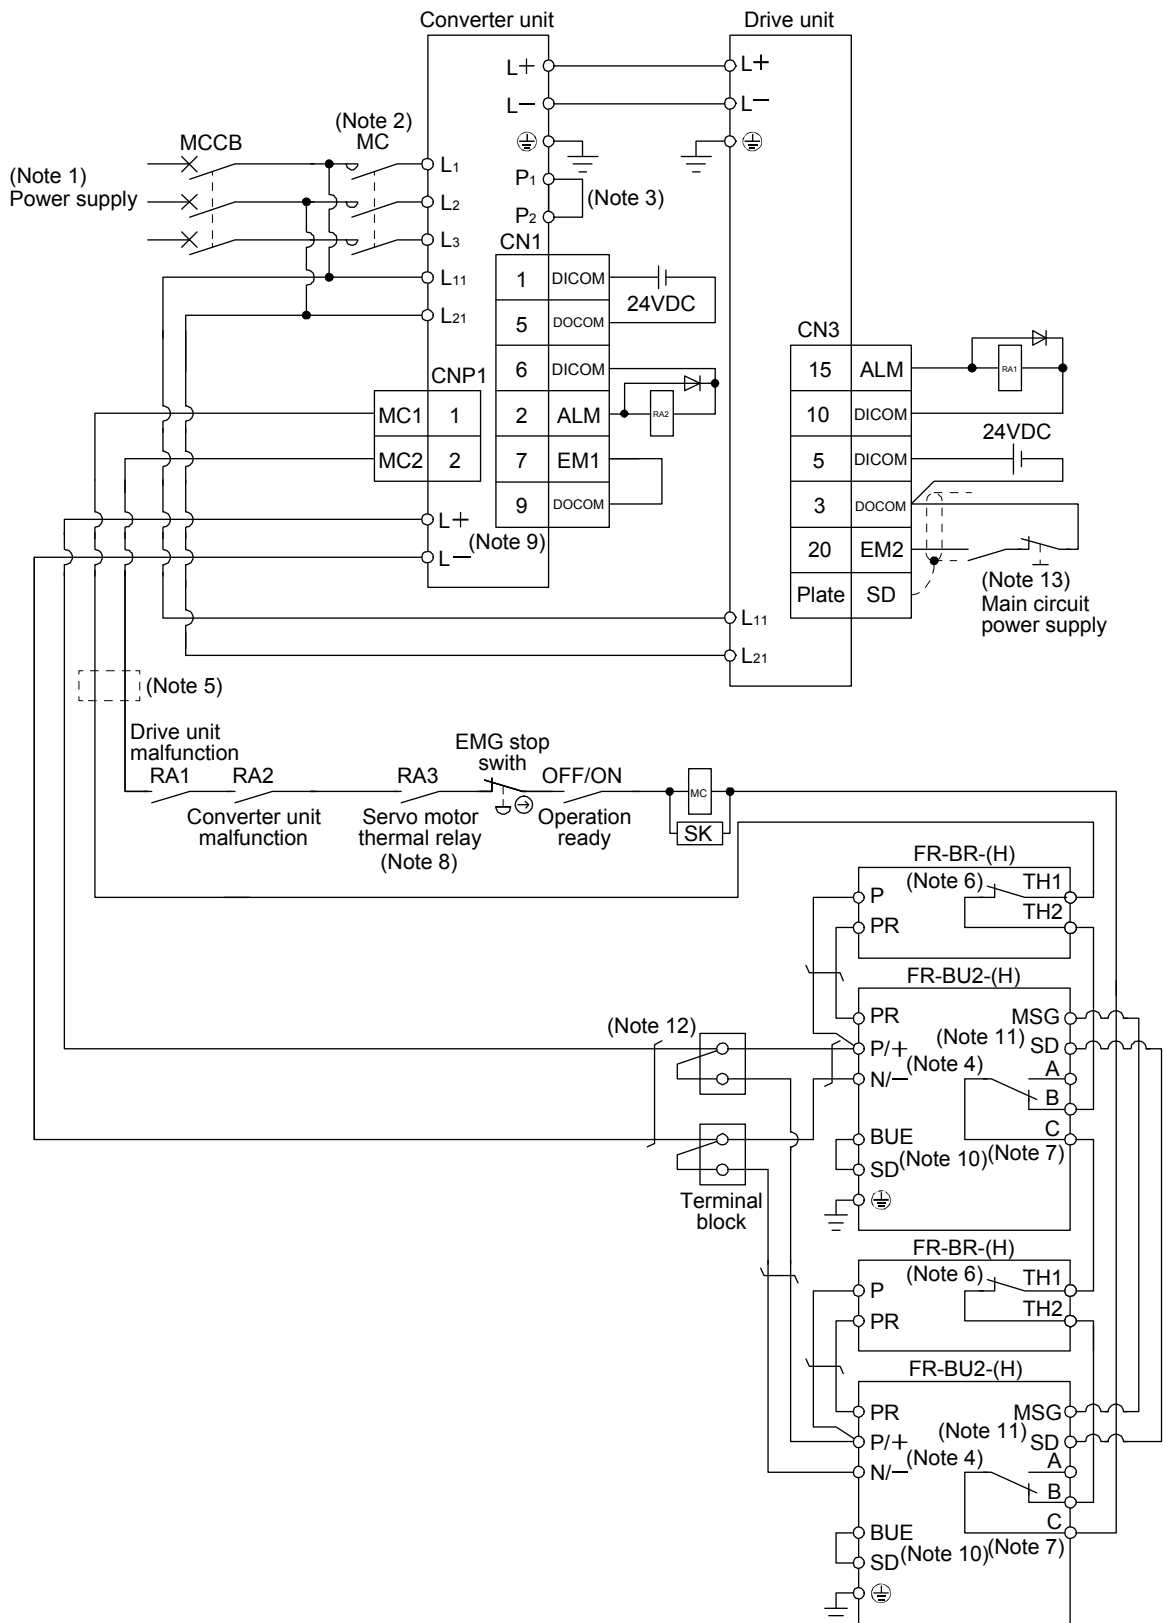 Converter unit
Drive unit
L+
L+
L−
L−
(Note 2)
MC
MCCB
(Note 1)
Power supply
L1
P1
(Note 3)
L2
P2
L3
CN1
L11
1 DICOM
24VDC
5 DOCOM
L21
CN3
6 DICOM
15 ALM
RA1
CNP1
MC1 1
2 ALM
RA2
10 DICOM
24VDC
MC2 2
7 EM1
5 DICOM
9 DOCOM
3 DOCOM
L+
(Note 9)
L−
20 EM2
(Note 13)
Main circuit
power supply
Plate SD
L11
L21
(Note 5)
Drive unit
malfunction
EMG stop
swith
RA1
RA2
RA3
OFF/ON
MC
Converter unit
malfunction
Servo motor
thermal relay
(Note 8)
Operation
ready
SK
FR-BR-(H)
P
(Note 6)
TH1
PR
TH2
FR-BU2-(H)
PR
MSG
(Note 12)
(Note 11)
P/+
SD
(Note 4)
N/−
A
B
BUE
C
SD
(Note 10)
(Note 7)
Terminal
block
FR-BR-(H)
P
(Note 6)
TH1
PR
TH2
FR-BU2-(H)
PR
MSG
(Note 11)
P/+
SD
(Note 4)
N/−
A
B
BUE
C
SD
(Note 10)
(Note 7)